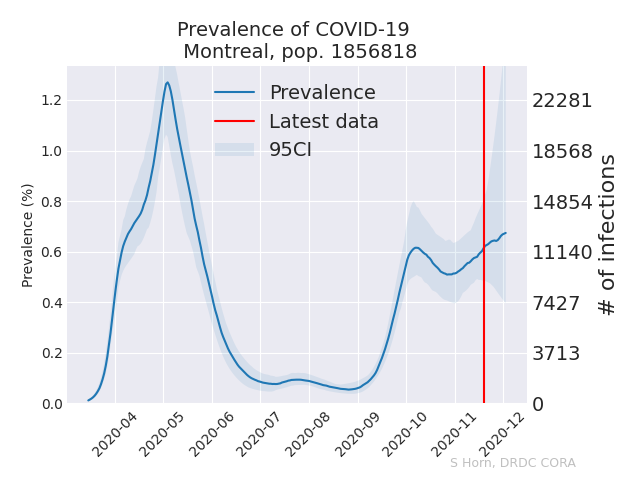 Prevalence of COVID-19
Montreal, pop. 1856818
Prevalence
Latest data
95CI
Prevalence (%)
1.2
1.0
0.8
0.6
0.4
0.2
0.0
22281
18568
14854
11140
7427
3713
0
# of infections
2020-04
2020-05
2020-06
2020-07
2020-08
2020-09
2020-10
2020-11
2020-12
S Horn, DRDC CORA